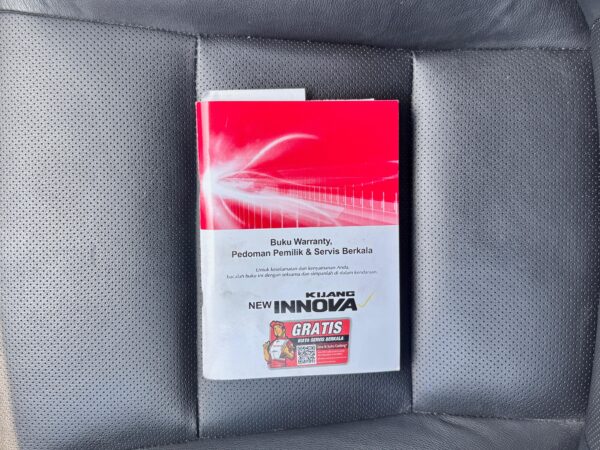 Buku Warranty,
Pedoman Pemilik & Servis Berkala
Untuk keselamatan dan kenyamanan Anda,
bacalah buku ini dengan seksama dan simpanlah di dalam kendaraan.
KIJANG
NEW INNOVA
GRATIS
BIAYA SERVIS BERKALA